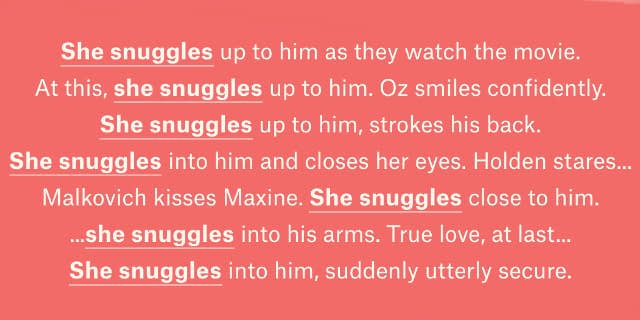 She snuggles up to him as they watch the movie.
At this, she snuggles up to him. Oz smiles confidently.
She snuggles up to him, strokes his back.
She snuggles into him and closes her eyes. Holden stares...
Malkovich kisses Maxine. She snuggles close to him.
...she snuggles into his arms. True love, at last...
She snuggles into him, suddenly utterly secure.